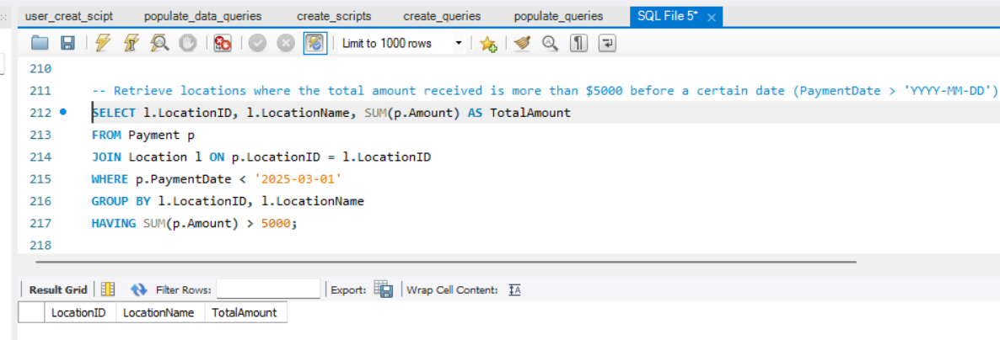 user_creat_scipt populate_data_queries create_scripts create_queries populate_queries SQL File 5* ×
Limit to 1000 rows
210
211 -- Retrieve locations where the total amount received is more than $5000 before a certain date (PaymentDate > 'YYYY-MM-DD')
212 SELECT l.LocationID, l.LocationName, SUM(p.Amount) AS TotalAmount
213 FROM Payment p
214 JOIN Location l ON p.LocationID = l.LocationID
215 WHERE p.PaymentDate < '2025-03-01'
216 GROUP BY l.LocationID, l.LocationName
217 HAVING SUM(p.Amount) > 5000;
218
Result Grid Filter Rows: Export: Wrap Cell Content:
LocationID LocationName TotalAmount